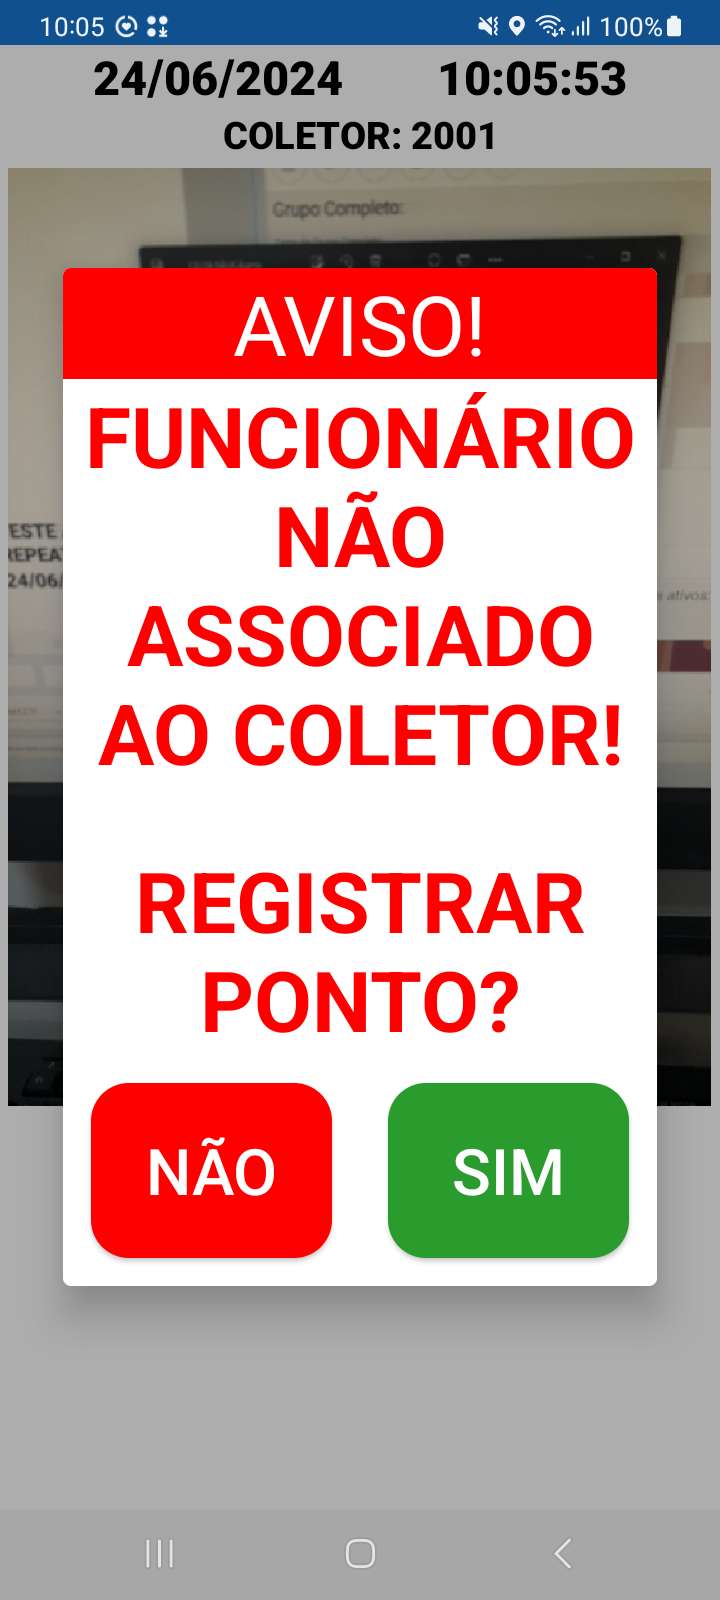 10:05 100%
24/06/2024 10:05:53
COLETOR: 2001
Grupo Completo:
AVISO!
FUNCIONÁRIO
NÃO
ASSOCIADO
AO COLETOR!
ESTE
REPEA
24/06/
s ativos:
REGISTRAR
PONTO?
NÃO SIM